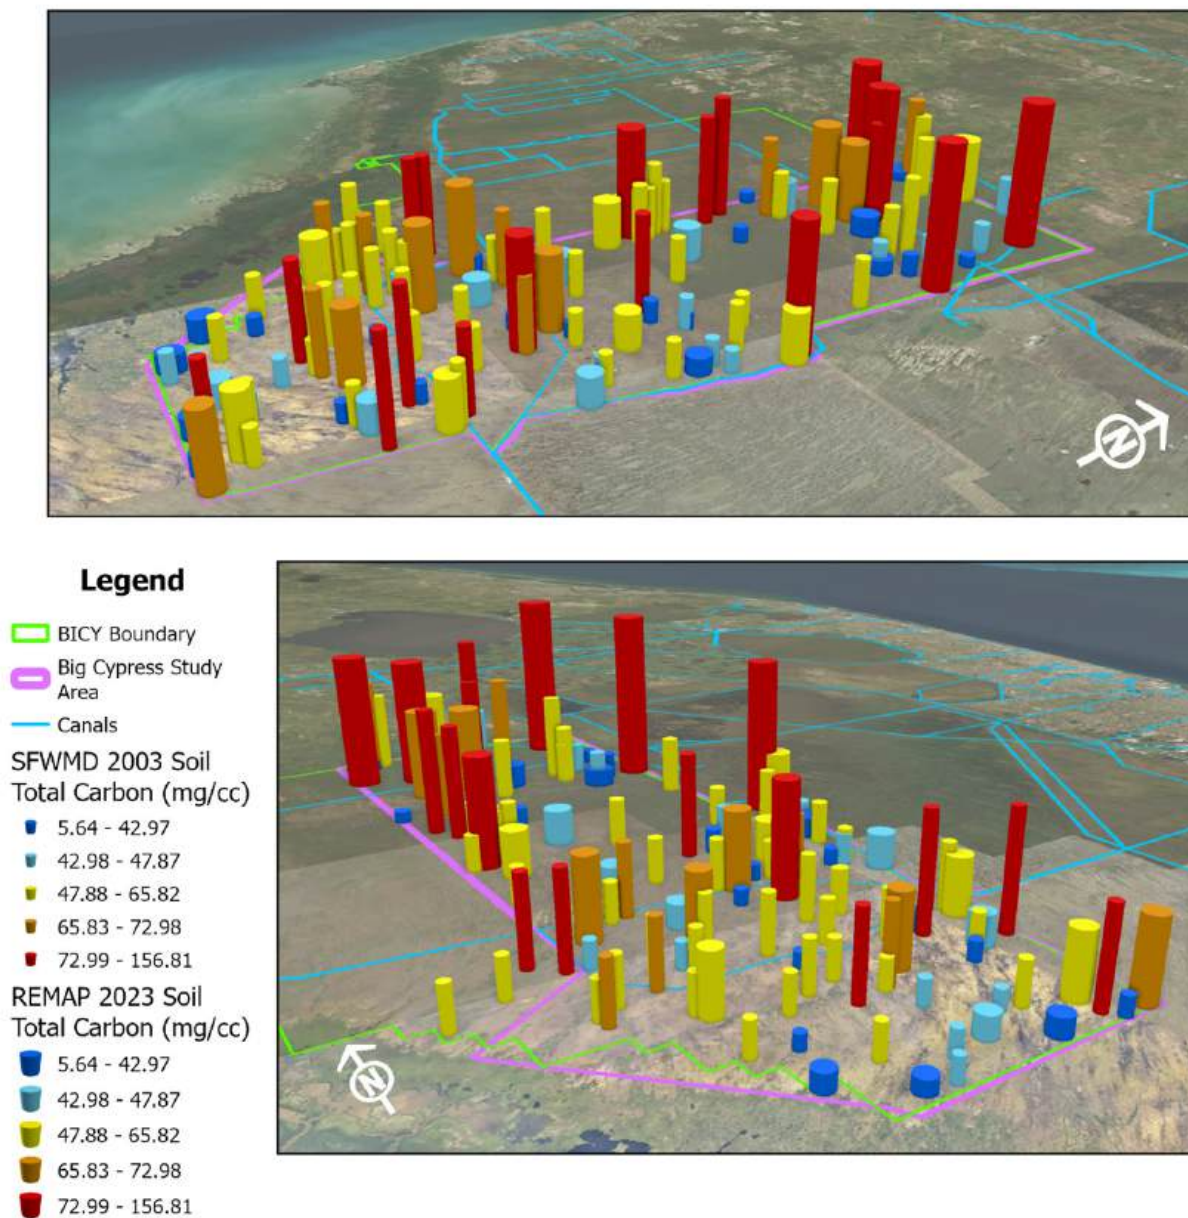 N
Legend
BICY Boundary
Big Cypress Study
Area
Canals
SFWMD 2003 Soil
Total Carbon (mg/cc)
5.64 - 42.97
42.98 - 47.87
47.88 - 65.82
65.83 - 72.98
72.99 - 156.81
REMAP 2023 Soil
Total Carbon (mg/cc)
5.64 - 42.97
42.98 - 47.87
47.88 - 65.82
65.83 - 72.98
72.99 - 156.81
N